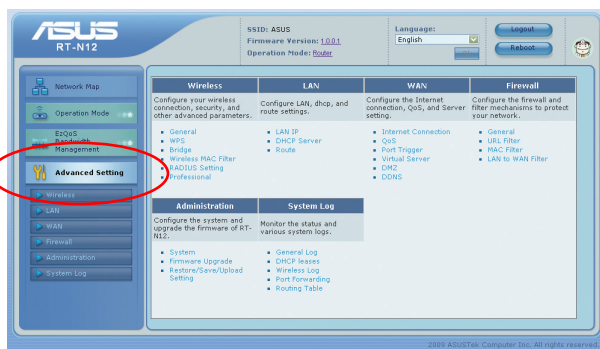 ASUS
RT-N12
SSID: ASUS
Firmware Version: 1.0.0.1
Operation Mode: Router
Language:
English
Logout
Reboot
Network Map
Operation Mode
EzQoS
Bandwidth
Management
Advanced Setting
Wireless
LAN
WAN
Firewall
Administration
System Log
Wireless
Configure your wireless
connection, security, and
other advanced parameters.
General
WPS
Bridge
Wireless MAC Filter
RADIUS Setting
Professional
LAN
Configure LAN, dhcp, and
route settings.
LAN IP
DHCP Server
Route
WAN
Configure the Internet
connection, QoS, and Server
setting.
Internet Connection
QoS
Port Trigger
Virtual Server
DMZ
DDNS
Firewall
Configure the firewall and
filter mechanisms to protect
your network.
General
URL Filter
MAC Filter
LAN to WAN Filter
Administration
Configure the system and
upgrade the firmware of RT-
N12.
System
Firmware Upgrade
Restore/Save/Upload
Setting
System Log
Monitor the status and
various system logs.
General Log
DHCP leases
Wireless Log
Port Forwarding
Routing Table
2009 ASUSTek Computer Inc. All rights reserved.